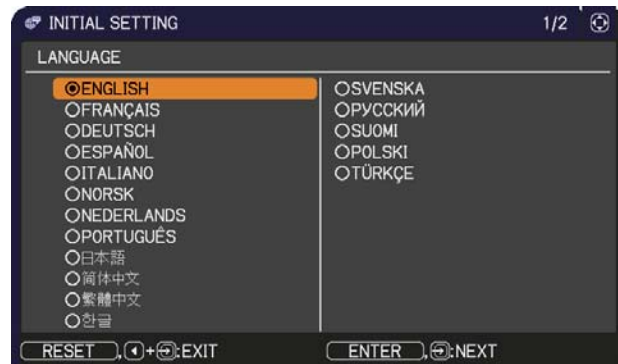 INITIAL SETTING 1/2
LANGUAGE
ENGLISH
FRANÇAIS
DEUTSCH
ESPAÑOL
ITALIANO
NORSK
NEDERLANDS
PORTUGUÊS
日本語
简体中文
繁體中文
한글
SVENSKA
РУССКИЙ
SUOMI
POLSKI
TÜRKÇE
RESET , + :EXIT
ENTER , :NEXT